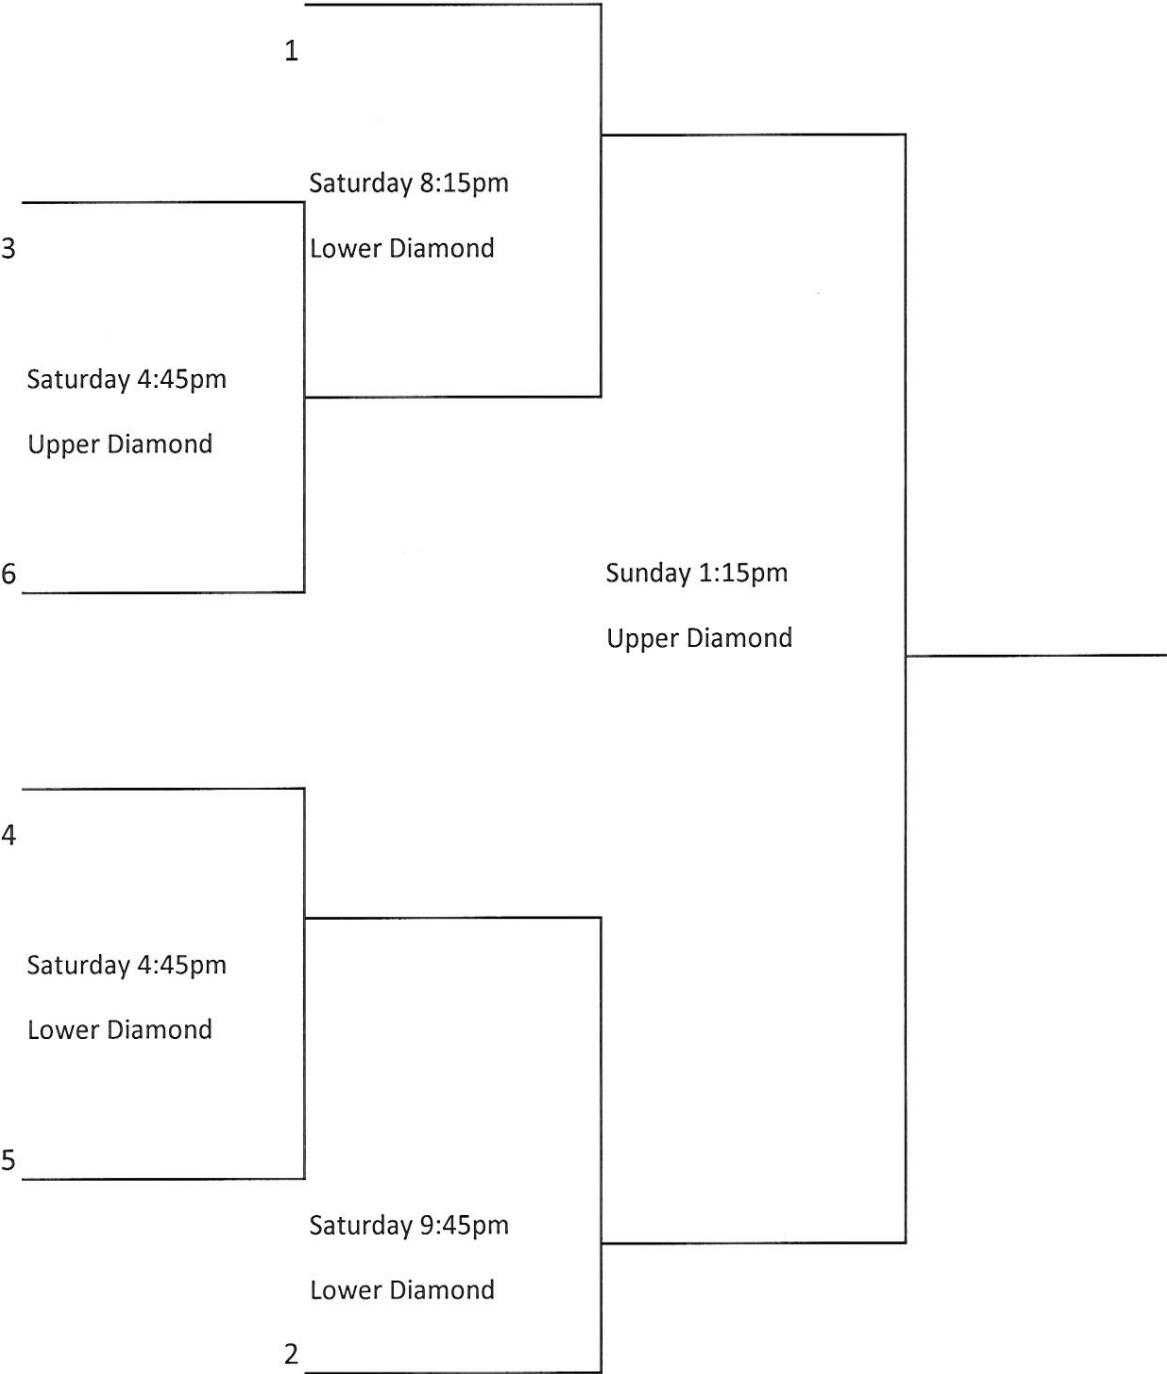 1
Saturday 8:15pm
3
Lower Diamond
Saturday 4:45pm
Upper Diamond
6
Sunday 1:15pm
Upper Diamond
4
Saturday 4:45pm
Lower Diamond
5
Saturday 9:45pm
Lower Diamond
2